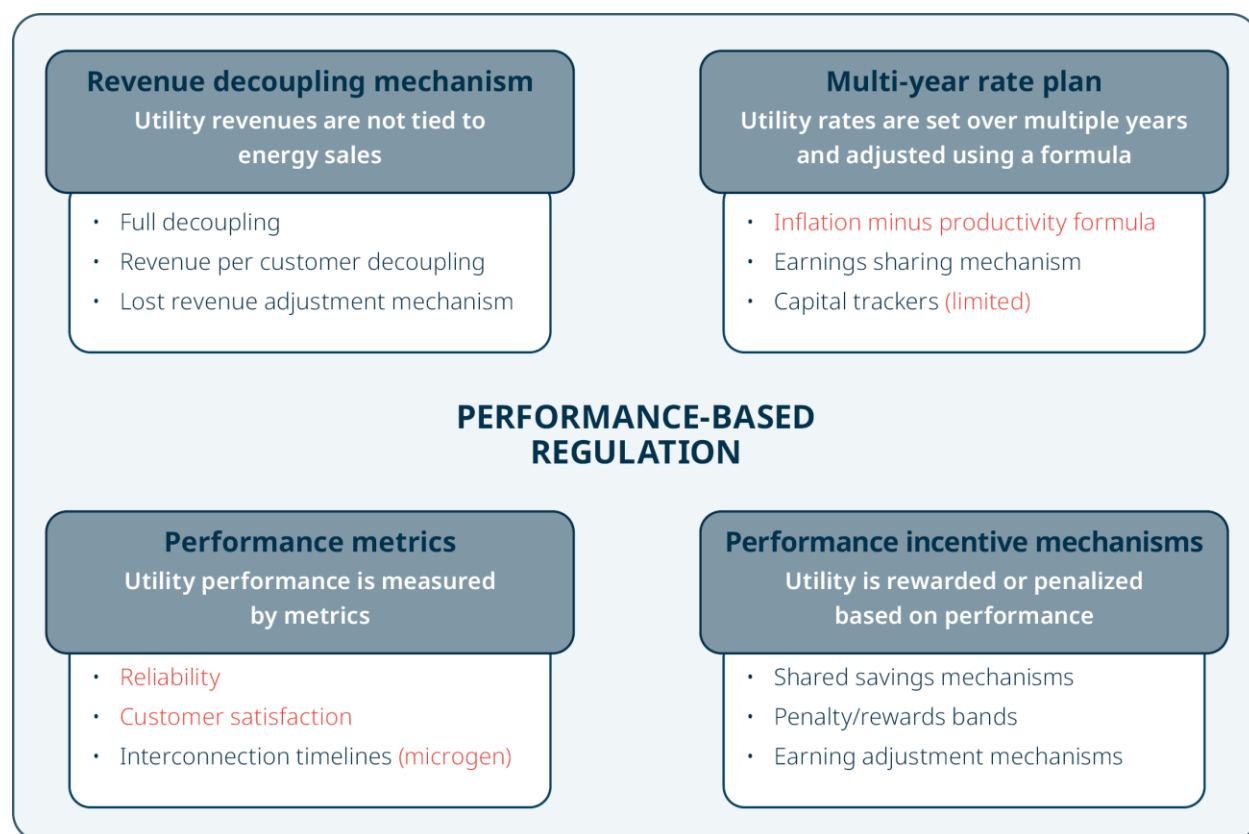 Revenue decoupling mechanism
Utility revenues are not tied to
energy sales
• Full decoupling
• Revenue per customer decoupling
• Lost revenue adjustment mechanism
Multi-year rate plan
Utility rates are set over multiple years
and adjusted using a formula
• Inflation minus productivity formula
• Earnings sharing mechanism
• Capital trackers (limited)
PERFORMANCE-BASED
REGULATION
Performance metrics
Utility performance is measured
by metrics
• Reliability
• Customer satisfaction
• Interconnection timelines (microgen)
Performance incentive mechanisms
Utility is rewarded or penalized
based on performance
• Shared savings mechanisms
• Penalty/rewards bands
• Earning adjustment mechanisms